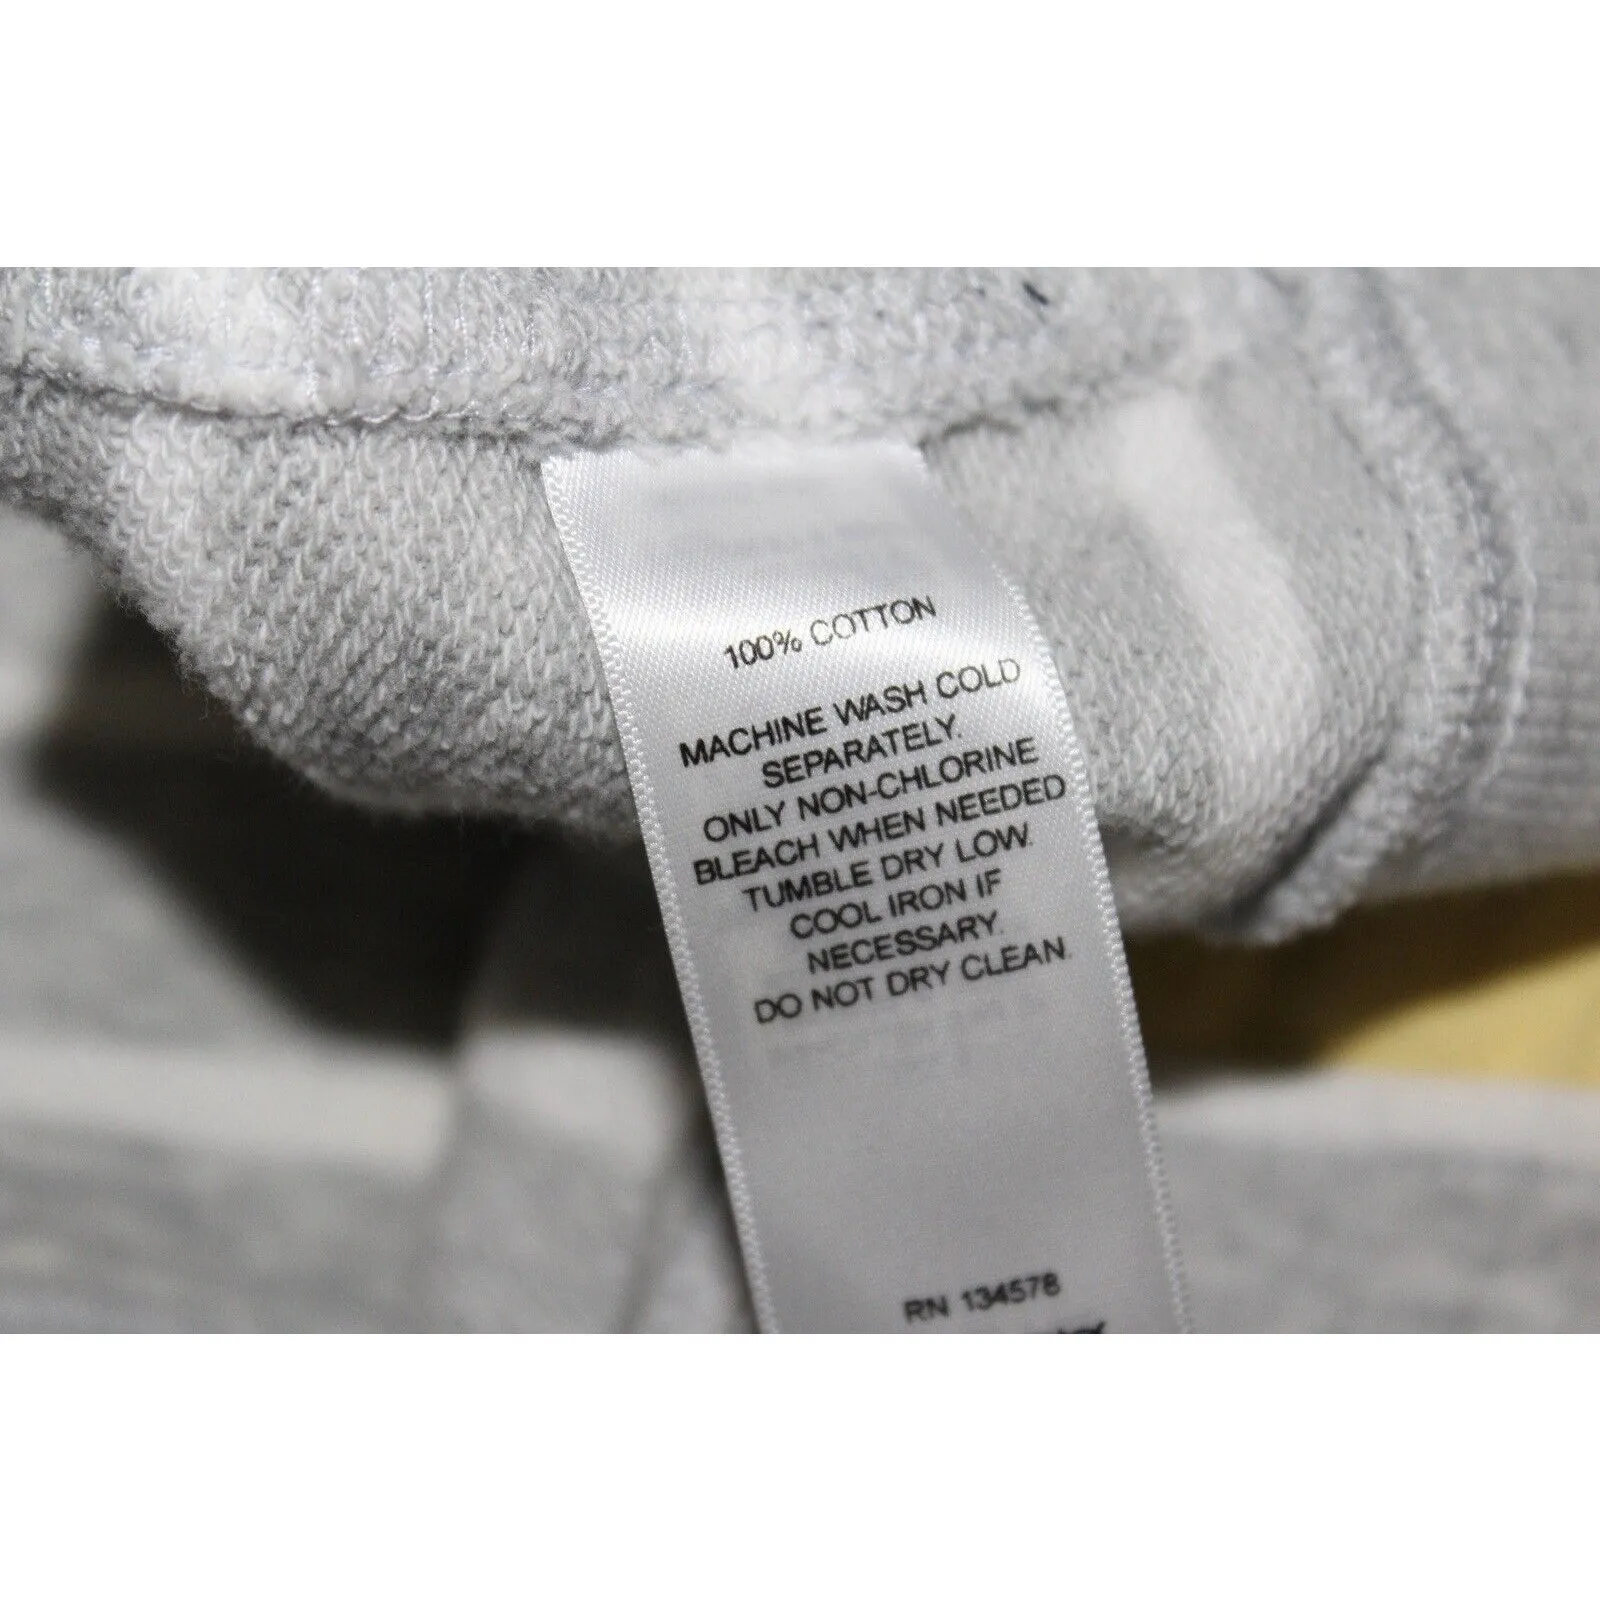 100% COTTON
MACHINE WASH COLD
SEPARATELY.
ONLY NON-CHLORINE
BLEACH WHEN NEEDED
TUMBLE DRY LOW.
COOL IRON IF
NECESSARY.
DO NOT DRY CLEAN.
RN 134578